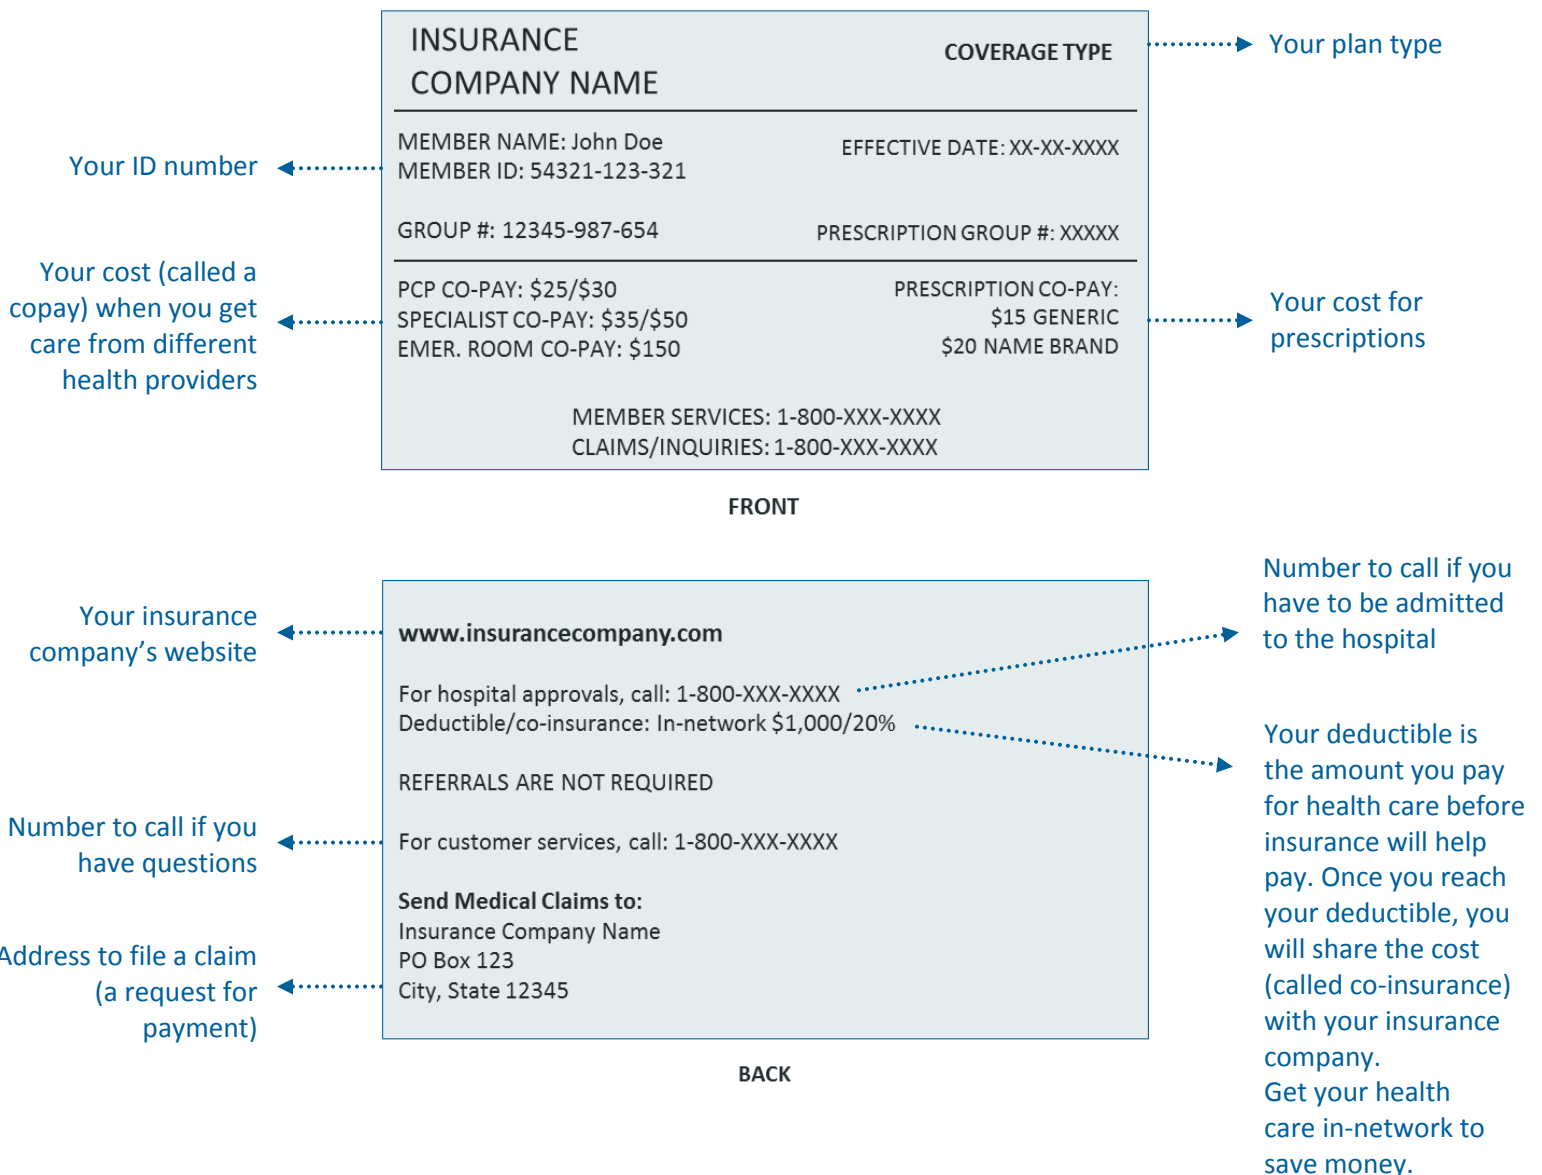 INSURANCE
COMPANY NAME
COVERAGE TYPE
Your plan type
MEMBER NAME: John Doe
MEMBER ID: 54321-123-321
EFFECTIVE DATE: XX-XX-XXXX
Your ID number
GROUP #: 12345-987-654
PRESCRIPTION GROUP #: XXXXX
Your cost (called a
copay) when you get
care from different
health providers
PCP CO-PAY: $25/$30
SPECIALIST CO-PAY: $35/$50
EMER. ROOM CO-PAY: $150
PRESCRIPTION CO-PAY:
$15 GENERIC
$20 NAME BRAND
Your cost for
prescriptions
MEMBER SERVICES: 1-800-XXX-XXXX
CLAIMS/INQUIRIES: 1-800-XXX-XXXX
FRONT
Your insurance
company’s website
www.insurancecompany.com
Number to call if you
have to be admitted
to the hospital
For hospital approvals, call: 1-800-XXX-XXXX
Deductible/co-insurance: In-network $1,000/20%
Your deductible is
the amount you pay
for health care before
insurance will help
pay. Once you reach
your deductible, you
will share the cost
(called co-insurance)
with your insurance
company.
Get your health
care in-network to
save money.
REFERRALS ARE NOT REQUIRED
Number to call if you
have questions
For customer services, call: 1-800-XXX-XXXX
Send Medical Claims to:
Insurance Company Name
PO Box 123
City, State 12345
Address to file a claim
(a request for
payment)
BACK